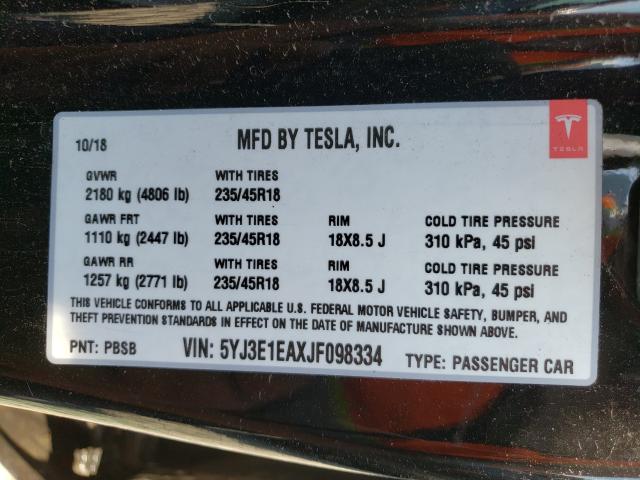 10/18 MFD BY TESLA, INC.
TESLA
GVWR WITH TIRES
2180 kg (4806 lb) 235/45R18
GAWR FRT WITH TIRES RIM COLD TIRE PRESSURE
1110 kg (2447 lb) 235/45R18 18X8.5 J 310 kPa, 45 psi
GAWR RR WITH TIRES RIM COLD TIRE PRESSURE
1257 kg (2771 lb) 235/45R18 18X8.5 J 310 kPa, 45 psi
THIS VEHICLE CONFORMS TO ALL APPLICABLE U.S. FEDERAL MOTOR VEHICLE SAFETY, BUMPER, AND
THEFT PREVENTION STANDARDS IN EFFECT ON THE DATE OF MANUFACTURE SHOWN ABOVE.
PNT: PBSB VIN: 5YJ3E1EAXJF098334 TYPE: PASSENGER CAR